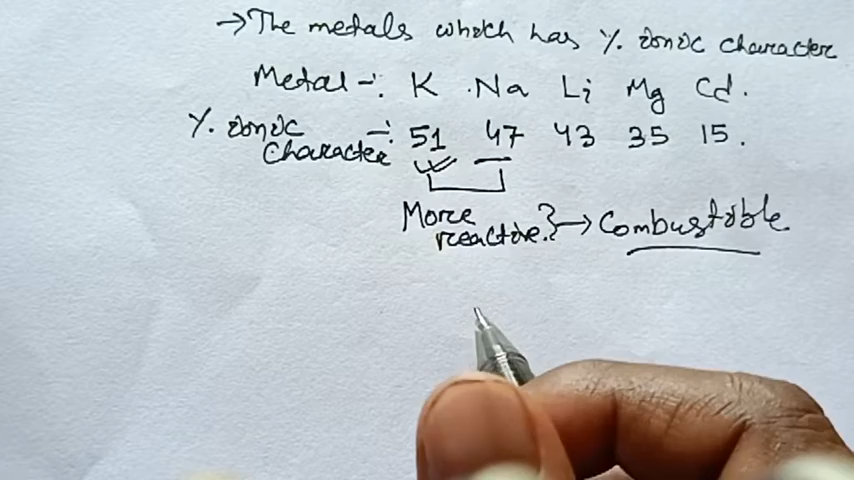 →The metals which has % ionic character
Metal -: K Na Li Mg Cd.
% ionic character -: 51 47 43 35 15.
More reactive.} → Combustible